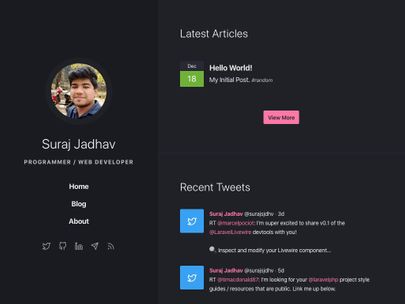 Suraj Jadhav
PROGRAMMER / WEB DEVELOPER
Home
Blog
About
Latest Articles
Dec
18
Hello World!
My Initial Post. #random
View More
Recent Tweets
Suraj Jadhav @surajsjdhv · 3d
RT @marcelpociot: I'm super excited to share v0.1 of the
@LaravelLivewire devtools with you!
Inspect and modify your Livewire component...
Suraj Jadhav @surajsjdhv · 5d
RT @timacdonald87: I'm looking for your @laravelphp project style
guides / resources that are public. Link me up below.